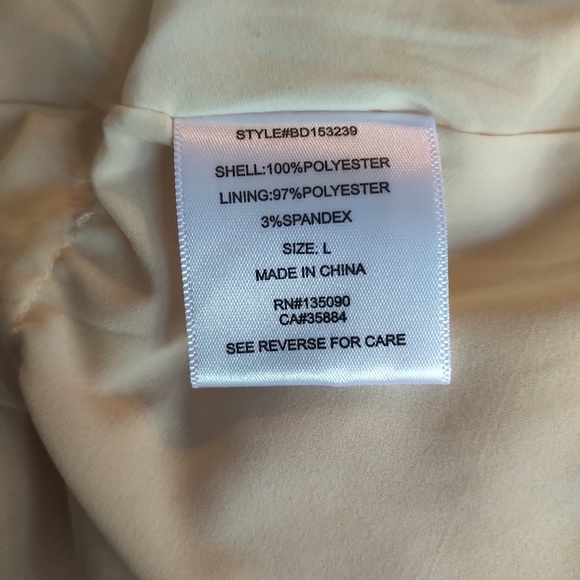 STYLE#BD153239
SHELL:100%POLYESTER
LINING:97%POLYESTER
3%SPANDEX
SIZE. L
MADE IN CHINA
RN#135090
CA#35884
SEE REVERSE FOR CARE